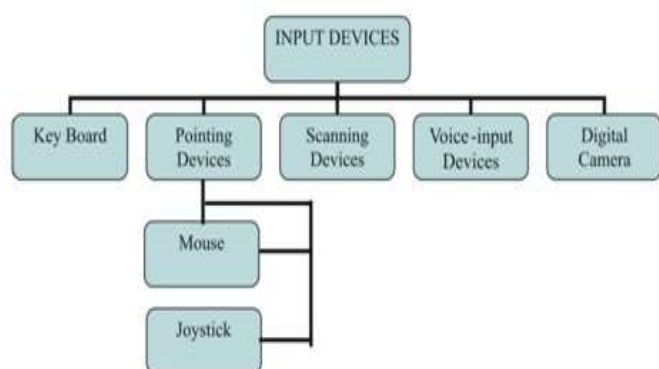 INPUT DEVICES
Key Board
Pointing
Devices
Scanning
Devices
Voice-input
Devices
Digital
Camera
Mouse
Joystick